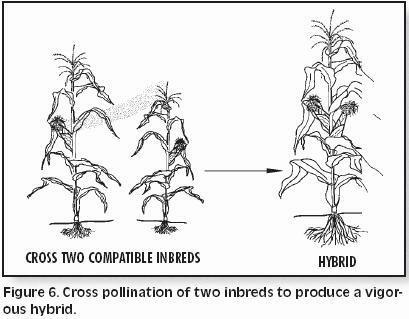 CROSS TWO COMPATIBLE INBREDS
HYBRID
Figure 6. Cross pollination of two inbreds to produce a vigor-
ous hybrid.